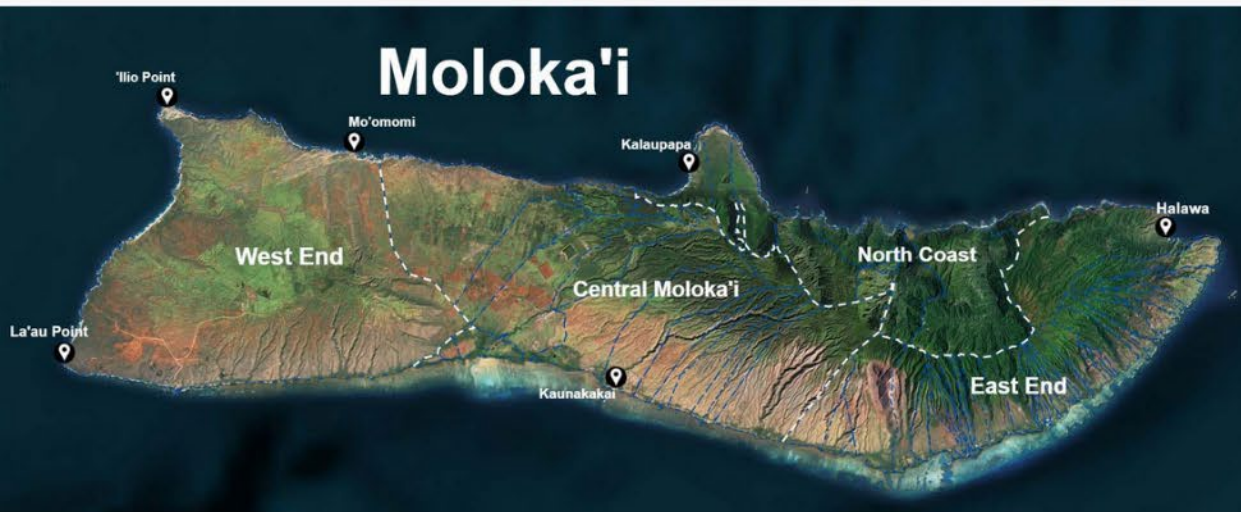 Moloka'i
'Ilio Point
Mo'omomi
Kalaupapa
Halawa
West End
North Coast
Central Moloka'i
La'au Point
Kaunakakai
East End